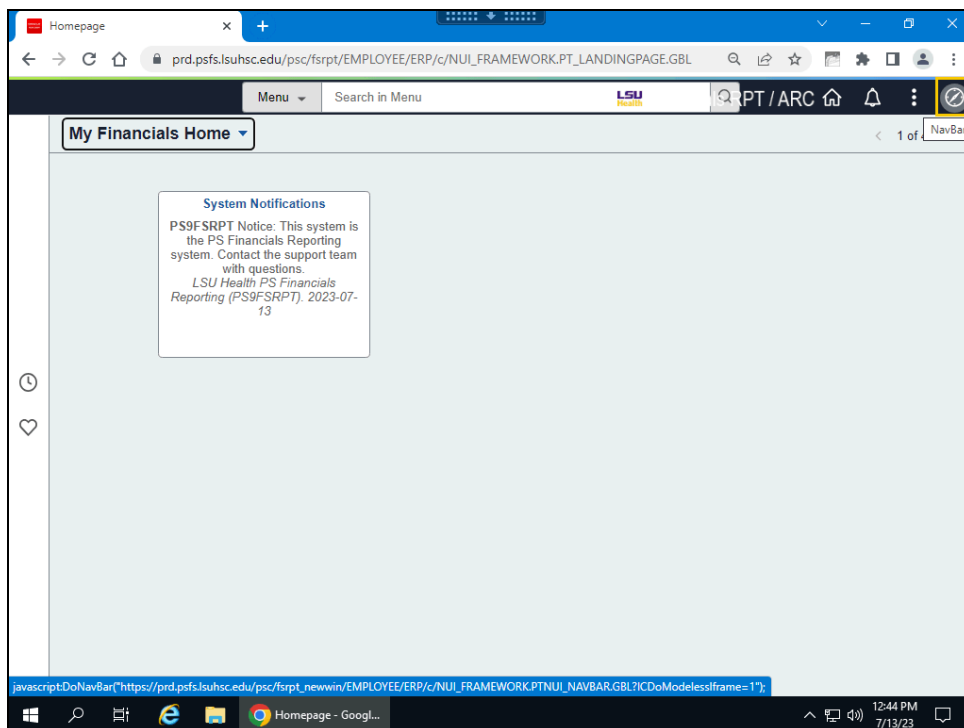 Homepage
prd.psfs.lsuhsc.edu/psc/fsrpt/EMPLOYEE/ERP/c/NUI_FRAMEWORK.PT_LANDINGPAGE.GBL
Menu
Search in Menu
LSU
Health
RPT / ARC
My Financials Home
1 of
NavBar
System Notifications
PS9FSRPT Notice: This system is
the PS Financials Reporting
system. Contact the support team
with questions.
LSU Health PS Financials
Reporting (PS9FSRPT). 2023-07-
13
javascript:DoNavBar("https://prd.psfs.lsuhsc.edu/psc/fsrpt_newwin/EMPLOYEE/ERP/c/NUI_FRAMEWORK.PTNUI_NAVBAR.GBL?ICDoModelessIframe=1");
Homepage - Googl...
12:44 PM
7/13/23